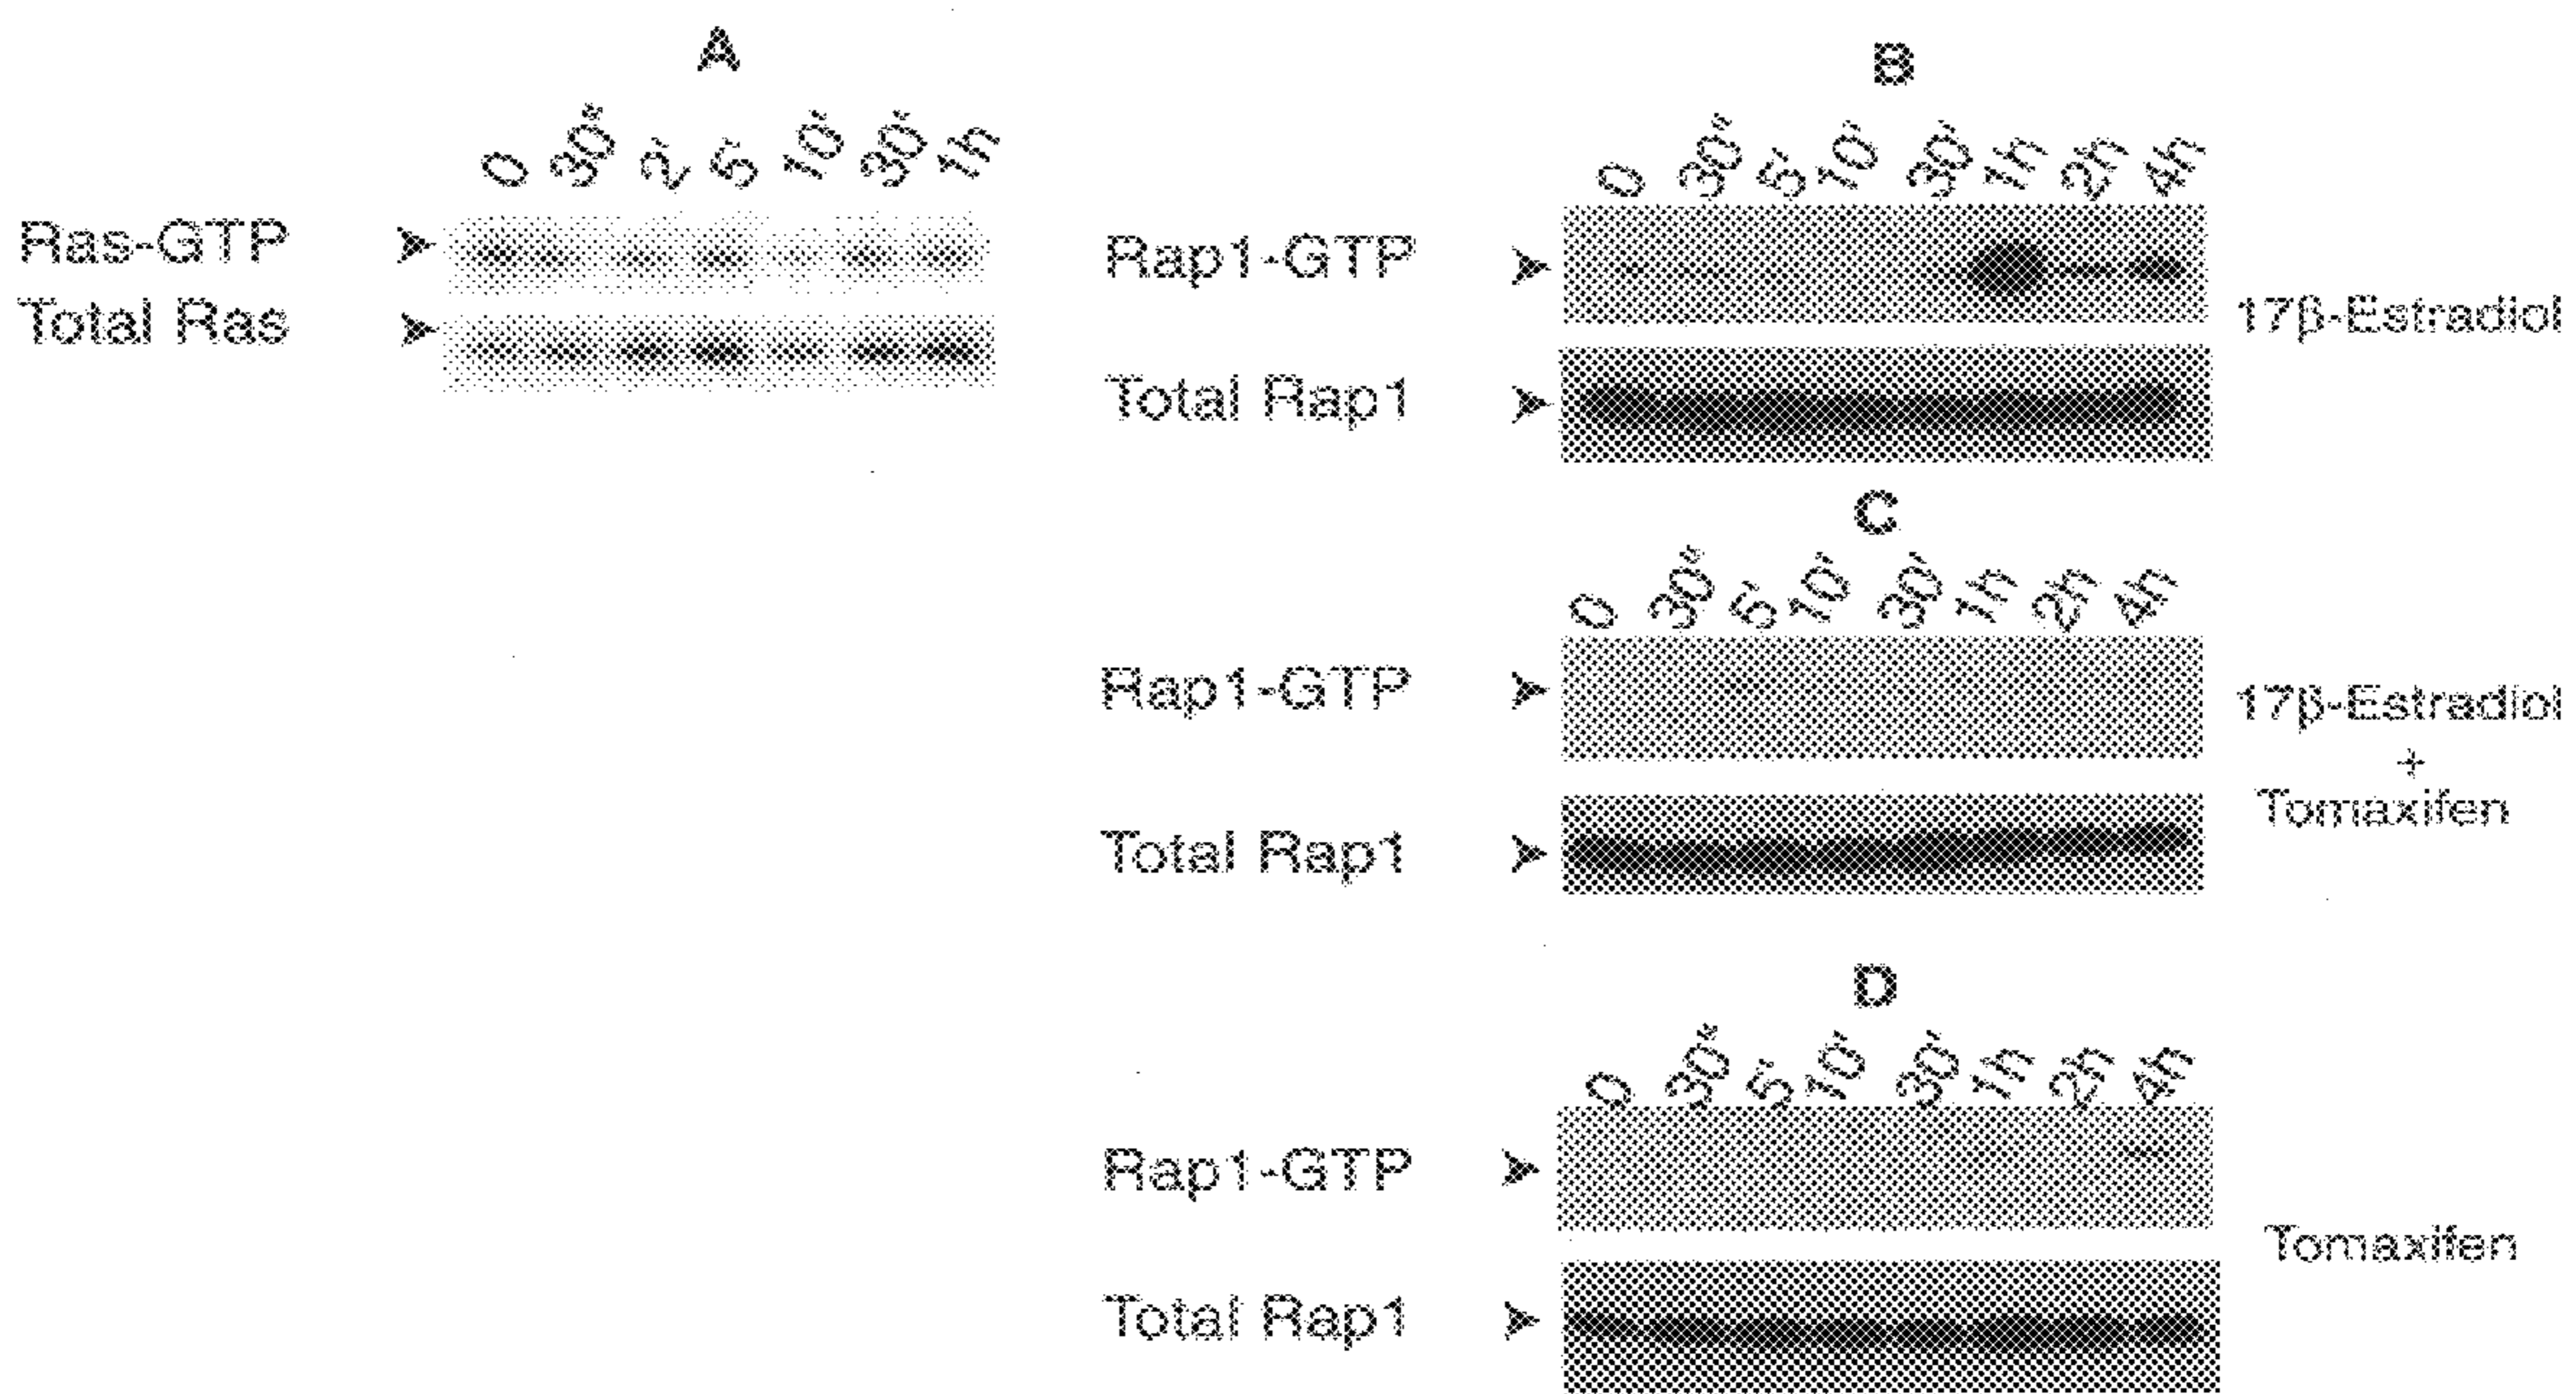 A
0 30" 2' 5' 10' 30' 1h
Ras-GTP
Total Ras
B
0 30" 5' 10' 30' 1h 2h 4h
Rap1-GTP
17β-Estradiol
Total Rap1
C
0 30" 5' 10' 30' 1h 2h 4h
Rap1-GTP
17β-Estradiol
+
Tomaxifen
Total Rap1
D
0 30" 5' 10' 30' 1h 2h 4h
Rap1-GTP
Tomaxifen
Total Rap1